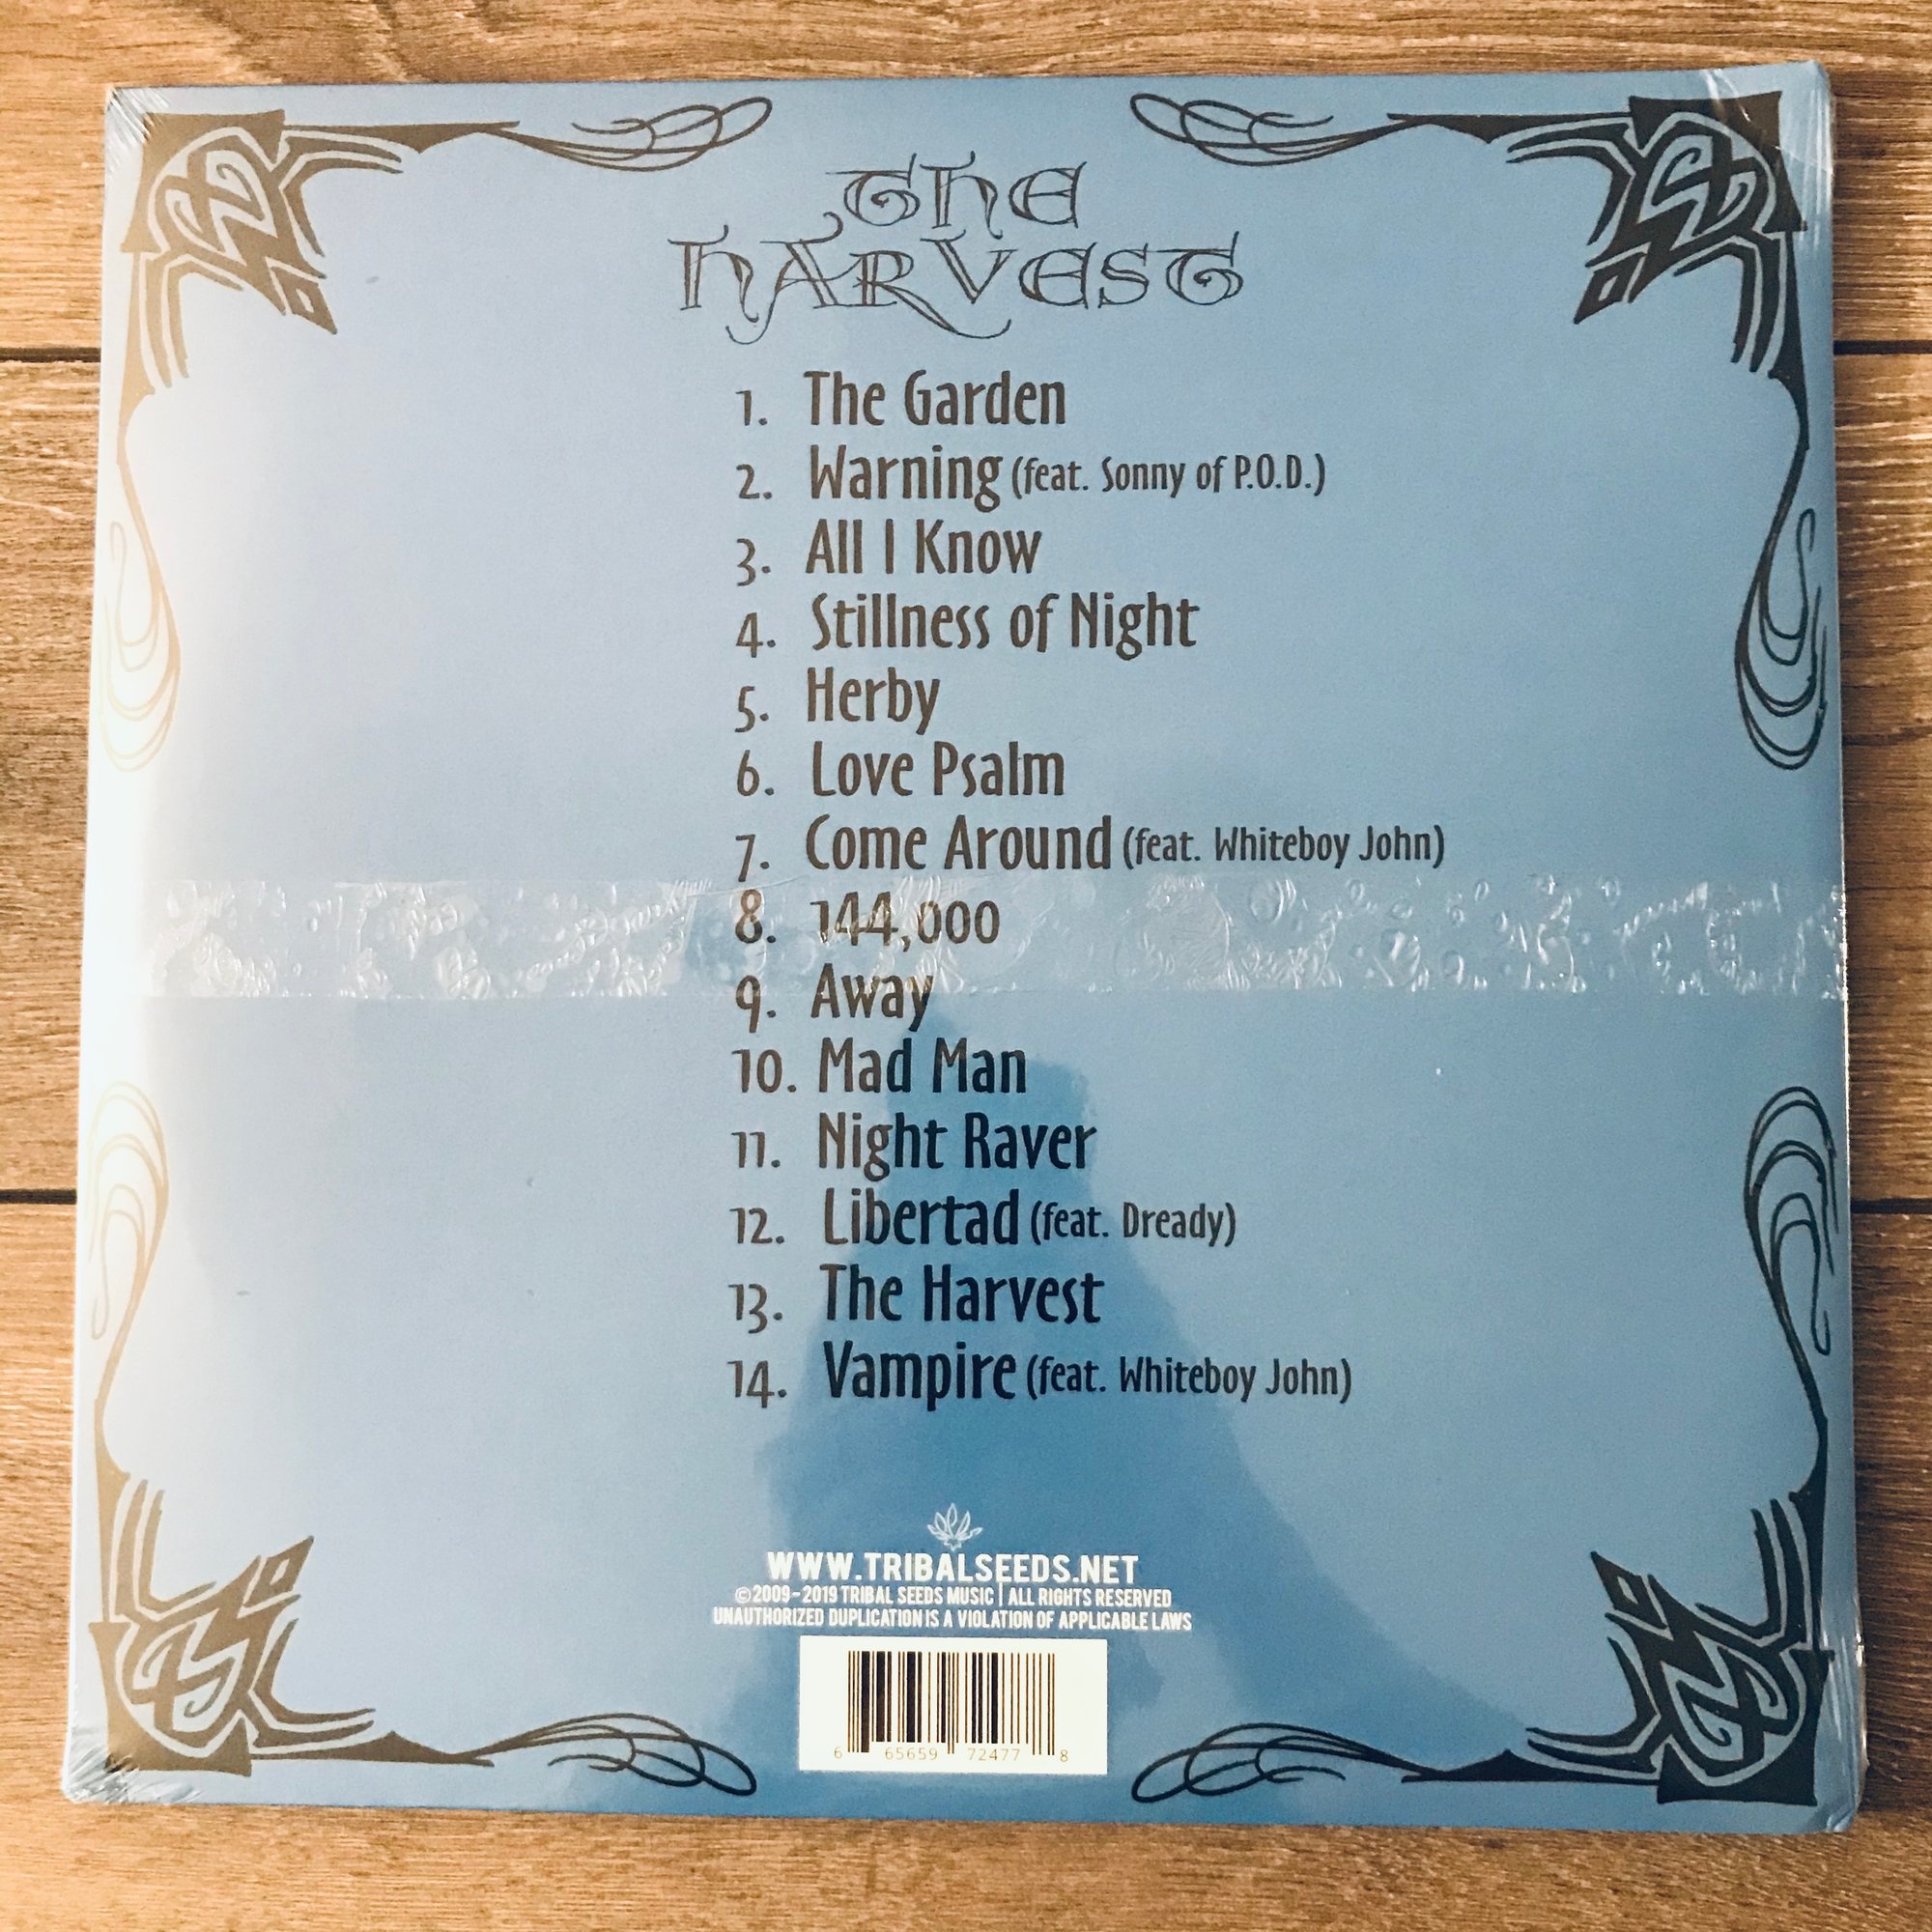 The
Harvest
1. The Garden
2. Warning (feat. Sonny of P.O.D.)
3. All I Know
4. Stillness of Night
5. Herby
6. Love Psalm
7. Come Around (feat. Whiteboy John)
8. 144,000
9. Away
10. Mad Man
11. Night Raver
12. Libertad (feat. Dready)
13. The Harvest
14. Vampire (feat. Whiteboy John)
WWW.TRIBALSEEDS.NET
©2009-2019 TRIBAL SEEDS MUSIC | ALL RIGHTS RESERVED
UNAUTHORIZED DUPLICATION IS A VIOLATION OF APPLICABLE LAWS
6 65659 72477 8